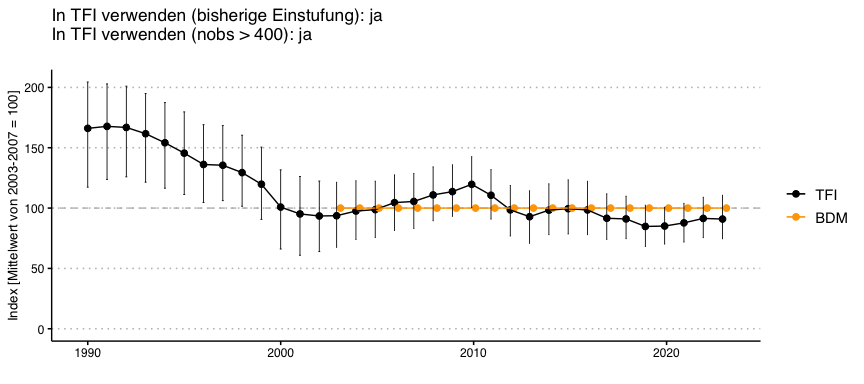 In TFI verwenden (bisherige Einstufung): ja
In TFI verwenden (nobs > 400): ja
Index [Mittelwert von 2003-2007 = 100]
200
150
100
50
0
1990
2000
2010
2020
TFI
BDM